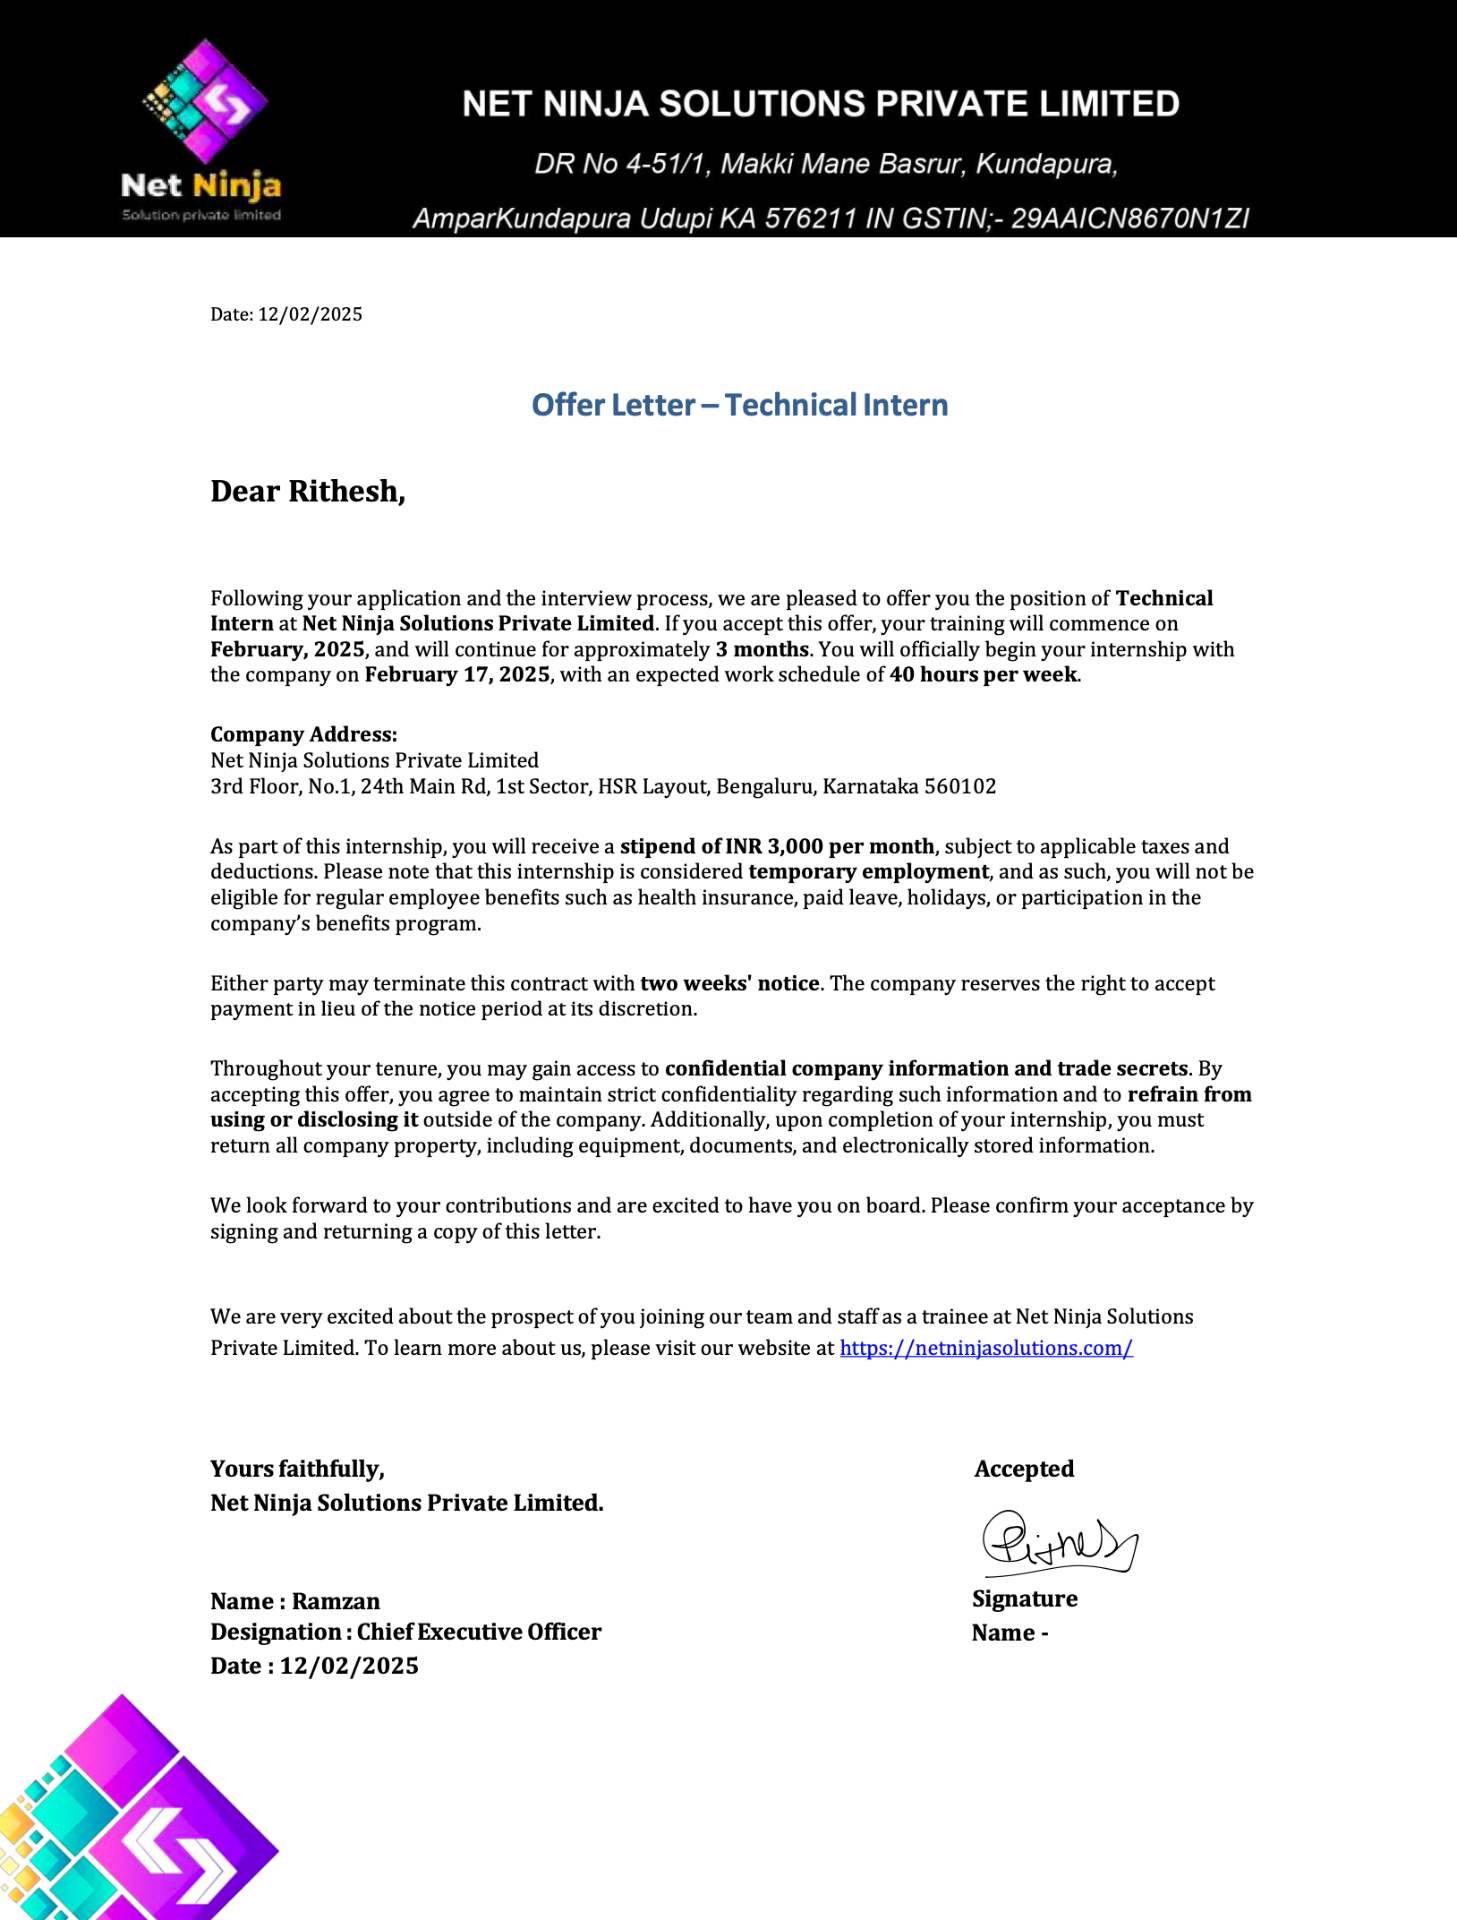 Net Ninja
Solution private limited
NET NINJA SOLUTIONS PRIVATE LIMITED
DR No 4-51/1, Makki Mane Basrur, Kundapura,
AmparKundapura Udupi KA 576211 IN GSTIN;- 29AAICN8670N1ZI
Date: 12/02/2025
Offer Letter – Technical Intern
Dear Rithesh,
Following your application and the interview process, we are pleased to offer you the position of Technical
Intern at Net Ninja Solutions Private Limited. If you accept this offer, your training will commence on
February, 2025, and will continue for approximately 3 months. You will officially begin your internship with
the company on February 17, 2025, with an expected work schedule of 40 hours per week.
Company Address:
Net Ninja Solutions Private Limited
3rd Floor, No.1, 24th Main Rd, 1st Sector, HSR Layout, Bengaluru, Karnataka 560102
As part of this internship, you will receive a stipend of INR 3,000 per month, subject to applicable taxes and
deductions. Please note that this internship is considered temporary employment, and as such, you will not be
eligible for regular employee benefits such as health insurance, paid leave, holidays, or participation in the
company’s benefits program.
Either party may terminate this contract with two weeks' notice. The company reserves the right to accept
payment in lieu of the notice period at its discretion.
Throughout your tenure, you may gain access to confidential company information and trade secrets. By
accepting this offer, you agree to maintain strict confidentiality regarding such information and to refrain from
using or disclosing it outside of the company. Additionally, upon completion of your internship, you must
return all company property, including equipment, documents, and electronically stored information.
We look forward to your contributions and are excited to have you on board. Please confirm your acceptance by
signing and returning a copy of this letter.
We are very excited about the prospect of you joining our team and staff as a trainee at Net Ninja Solutions
Private Limited. To learn more about us, please visit our website at https://netninjasolutions.com/
Yours faithfully,
Net Ninja Solutions Private Limited.
Name : Ramzan
Designation : Chief Executive Officer
Date : 12/02/2025
Accepted
Signature
Name -